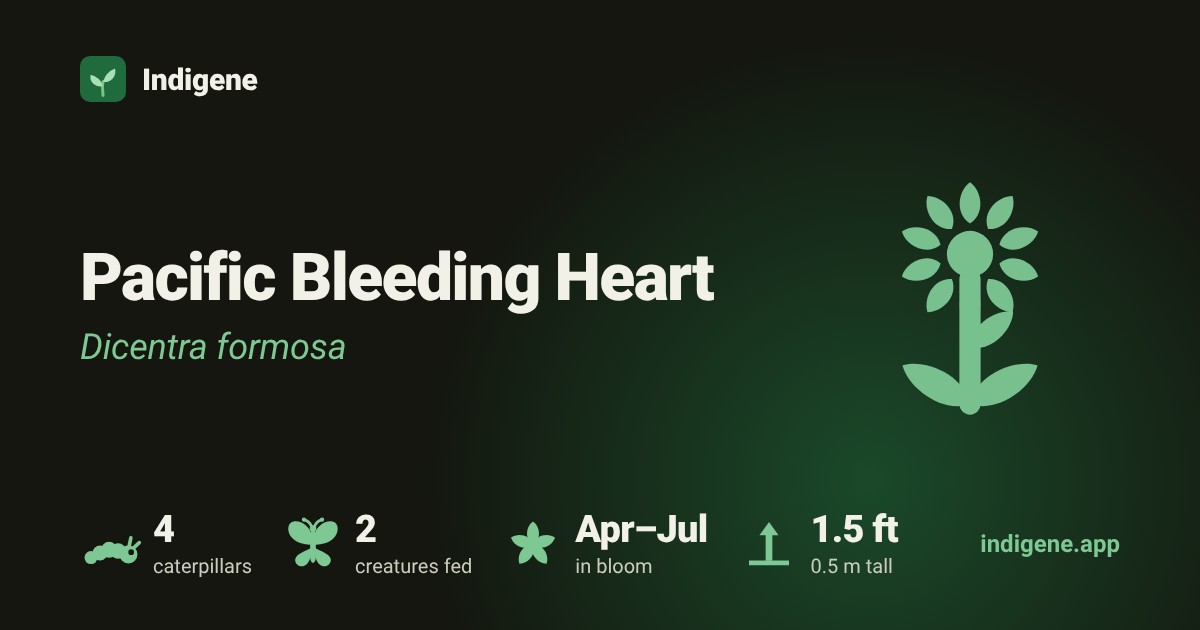 Indigene
Pacific Bleeding Heart
Dicentra formosa
4
caterpillars
2
creatures fed
Apr–Jul
in bloom
1.5 ft
0.5 m tall
indigene.app